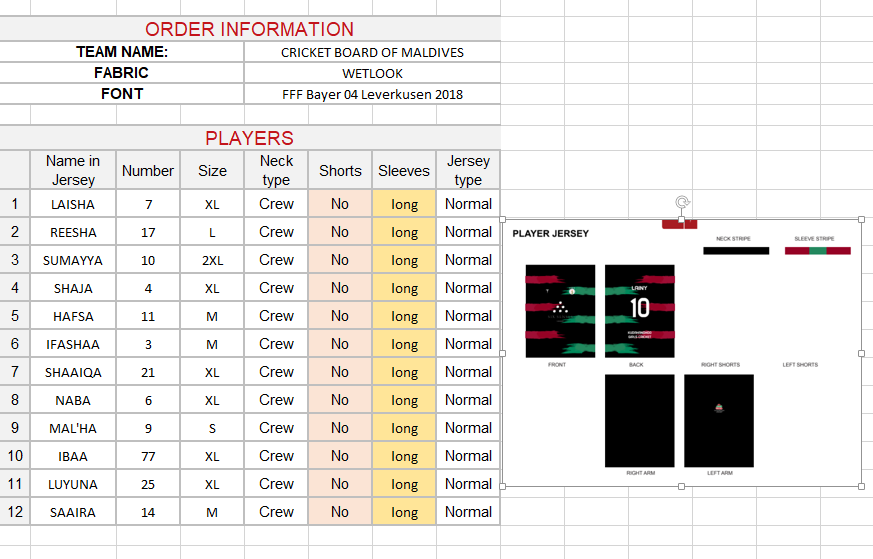 ORDER INFORMATION
TEAM NAME: CRICKET BOARD OF MALDIVES
FABRIC WETLOOK
FONT FFF Bayer 04 Leverkusen 2018
PLAYERS
Name in Jersey Number Size Neck type Shorts Sleeves Jersey type
1 LAISHA 7 XL Crew No long Normal
2 REESHA 17 L Crew No long Normal
3 SUMAYYA 10 2XL Crew No long Normal
4 SHAJA 4 XL Crew No long Normal
5 HAFSA 11 M Crew No long Normal
6 IFASHAA 3 M Crew No long Normal
7 SHAAIQA 21 XL Crew No long Normal
8 NABA 6 XL Crew No long Normal
9 MAL'HA 9 S Crew No long Normal
10 IBAA 77 XL Crew No long Normal
11 LUYUNA 25 XL Crew No long Normal
12 SAAIRA 14 M Crew No long Normal
PLAYER JERSEY
NECK STRIPE SLEEVE STRIPE
LAINY
10
GIRLS CRICKET
FRONT BACK RIGHT SHORTS LEFT SHORTS
RIGHT ARM LEFT ARM